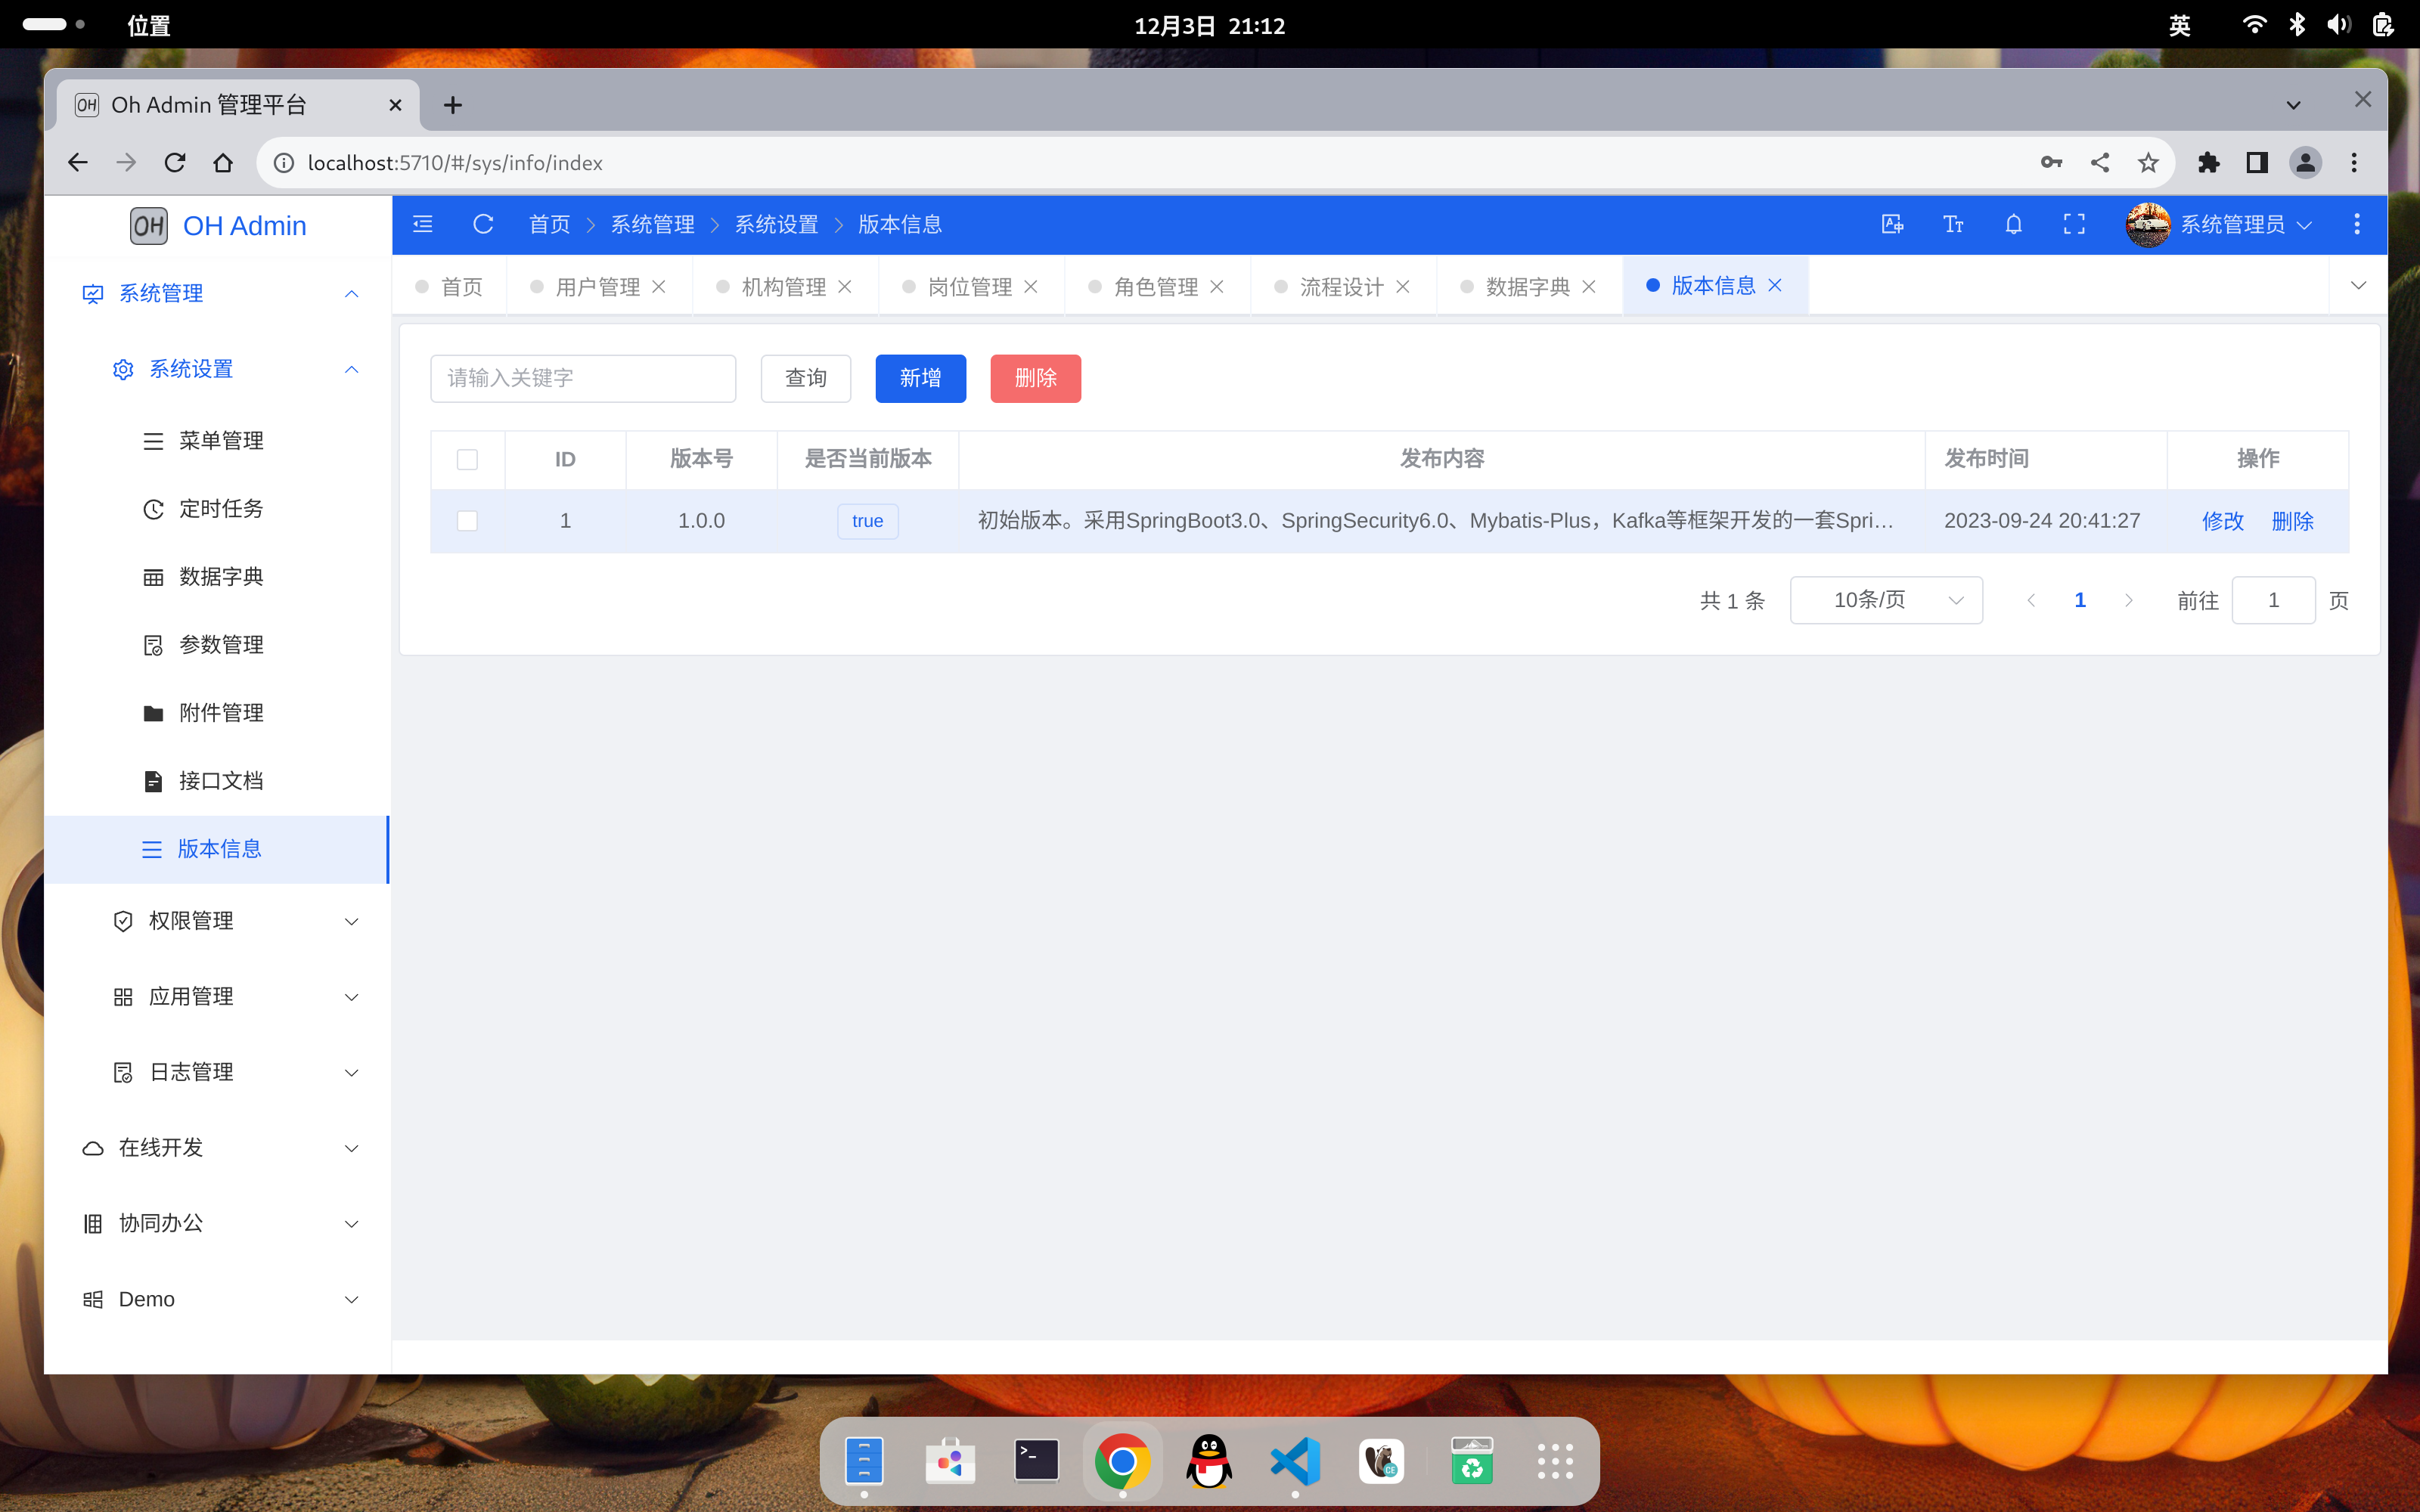 位置
12月3日 21:12
英
Oh Admin 管理平台
localhost:5710/#/sys/info/index
OH Admin
首页 系统管理 系统设置 版本信息
系统管理员
首页 用户管理 机构管理 岗位管理 角色管理 流程设计 数据字典 版本信息
系统管理
系统设置
菜单管理
定时任务
数据字典
参数管理
附件管理
接口文档
版本信息
权限管理
应用管理
日志管理
在线开发
协同办公
Demo
请输入关键字 查询 新增 删除
ID 版本号 是否当前版本 发布内容 发布时间 操作
1 1.0.0 true 初始版本。采用SpringBoot3.0、SpringSecurity6.0、Mybatis-Plus，Kafka等框架开发的一套Spri… 2023-09-24 20:41:27 修改 删除
共 1 条 10条/页 1 前往 1 页